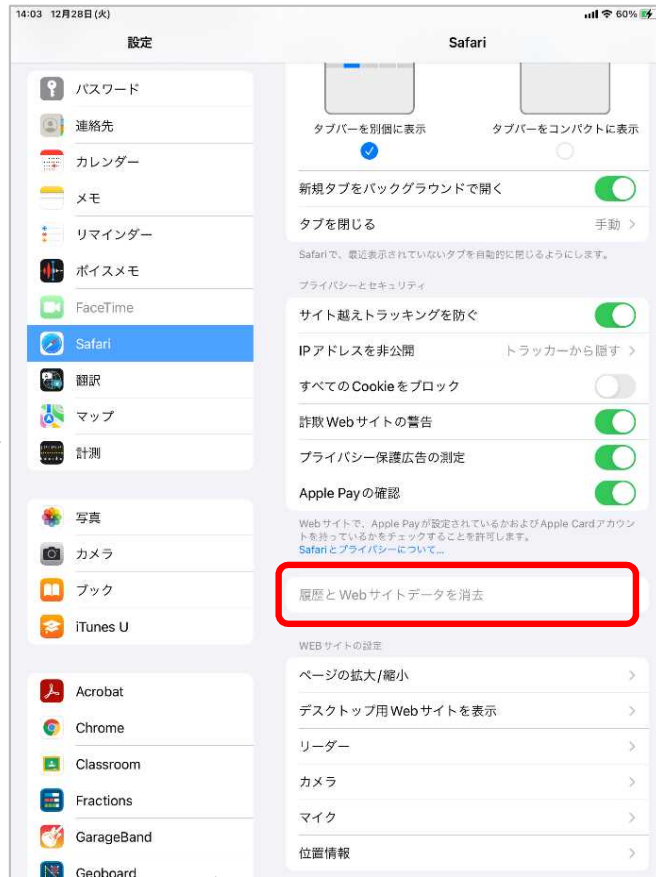 14:03 12月28日(火)
60%
設定
パスワード
連絡先
カレンダー
メモ
リマインダー
ボイスメモ
FaceTime
Safari
翻訳
マップ
計測
写真
カメラ
ブック
iTunes U
Acrobat
Chrome
Classroom
Fractions
GarageBand
Geoboard
Safari
タブバーを別個に表示
タブバーをコンパクトに表示
新規タブをバックグラウンドで開く
タブを閉じる 手動
Safariで、最近表示されていないタブを自動的に閉じるようにします。
プライバシーとセキュリティ
サイト越えトラッキングを防ぐ
IPアドレスを非公開 トラッカーから隠す
すべてのCookieをブロック
詐欺Webサイトの警告
プライバシー保護広告の測定
Apple Payの確認
Webサイトで、Apple Payが設定されているかおよびApple Cardアカウン
トを持っているかをチェックすることを許可します。
Safariとプライバシーについて...
履歴とWebサイトデータを消去
WEBサイトの設定
ページの拡大/縮小
デスクトップ用Webサイトを表示
リーダー
カメラ
マイク
位置情報